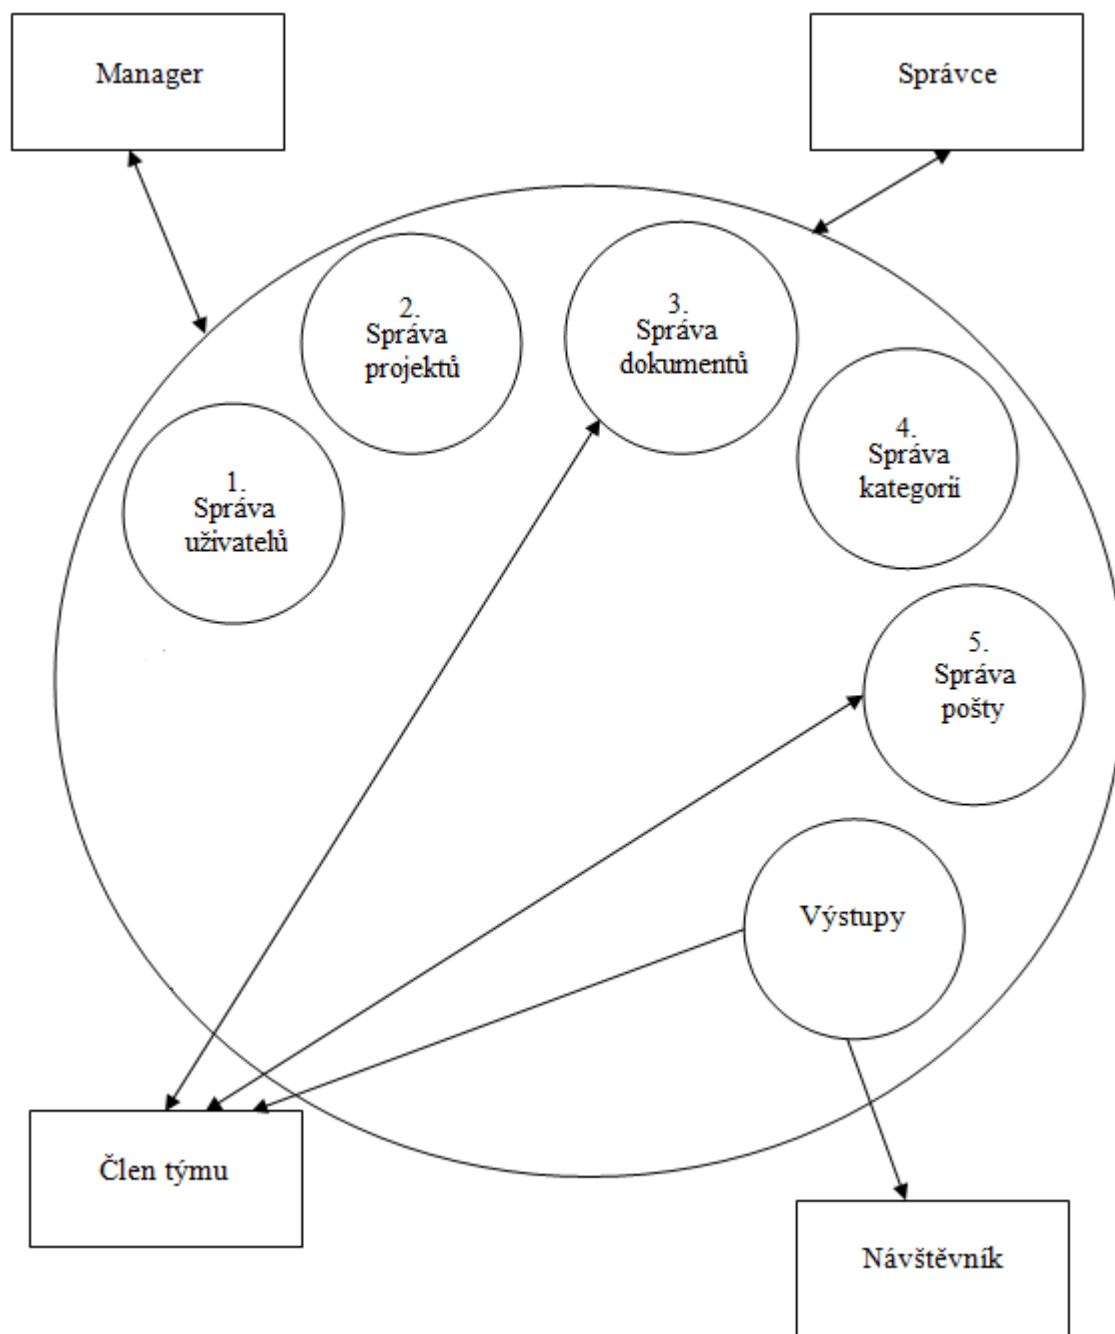 Manager
Správce
2.
Správa
projektů
3.
Správa
dokumentů
4.
Správa
kategorií
1.
Správa
uživatelů
5.
Správa
pošty
Výstupy
Člen týmu
Návštěvník